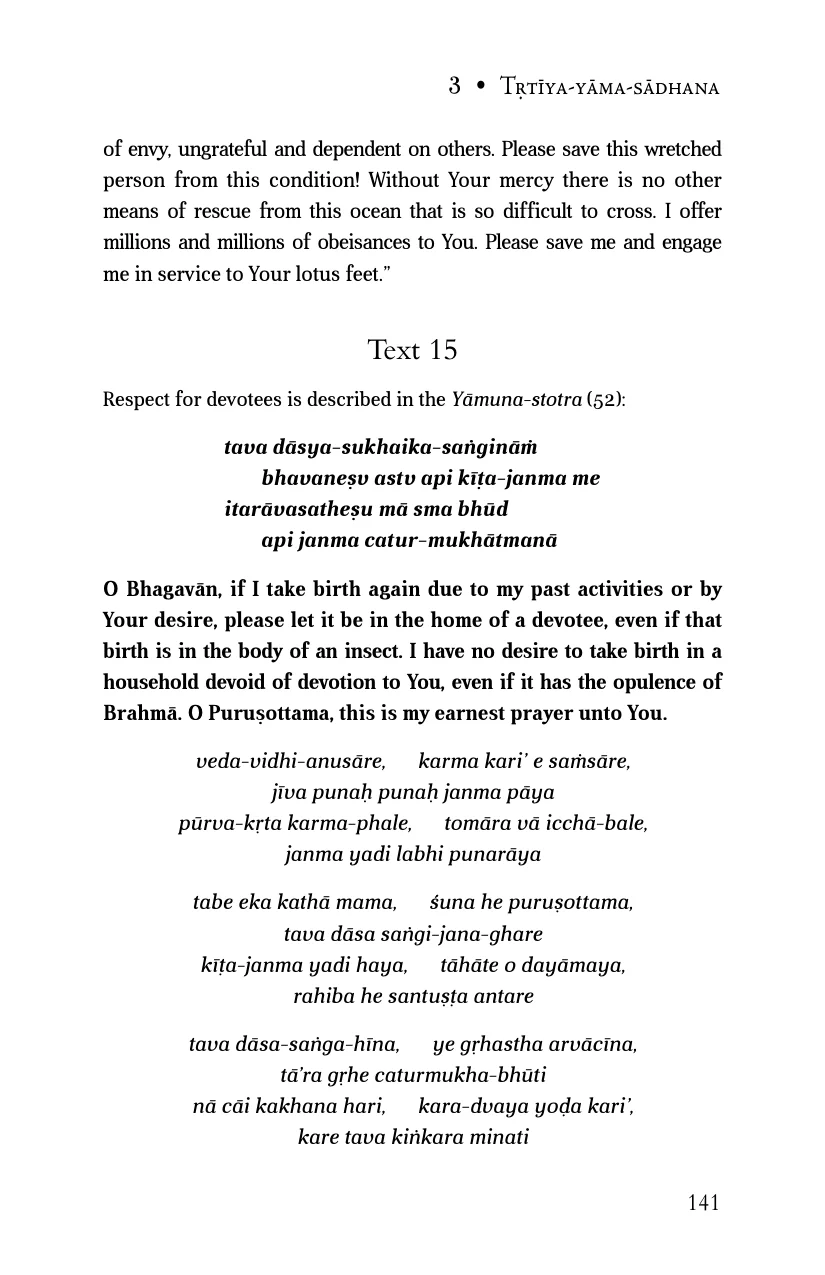 3 • Tṛtīya-yāma-sādhana
of envy, ungrateful and dependent on others. Please save this wretched
person from this condition! Without Your mercy there is no other
means of rescue from this ocean that is so difficult to cross. I offer
millions and millions of obeisances to You. Please save me and engage
me in service to Your lotus feet.”
Text 15
Respect for devotees is described in the Yāmuna-stotra (52):
tava dāsya-sukhaika-saṅgināṁ
bhavaneṣv astv api kīṭa-janma me
itarāvasatheṣu mā sma bhūd
api janma catur-mukhātmanā
O Bhagavān, if I take birth again due to my past activities or by
Your desire, please let it be in the home of a devotee, even if that
birth is in the body of an insect. I have no desire to take birth in a
household devoid of devotion to You, even if it has the opulence of
Brahmā. O Puruṣottama, this is my earnest prayer unto You.
veda-vidhi-anusāre, karma kari’ e saṁsāre,
jīva punaḥ punaḥ janma pāya
pūrva-kṛta karma-phale, tomāra vā icchā-bale,
janma yadi labhi punarāya
tabe eka kathā mama, śuna he puruṣottama,
tava dāsa saṅgi-jana-ghare
kīṭa-janma yadi haya, tāhāte o dayāmaya,
rahiba he santuṣṭa antare
tava dāsa-saṅga-hīna, ye gṛhastha arvācīna,
tā’ra gṛhe caturmukha-bhūti
nā cāi kakhana hari, kara-dvaya yoḍa kari’,
kare tava kiṅkara minati
141